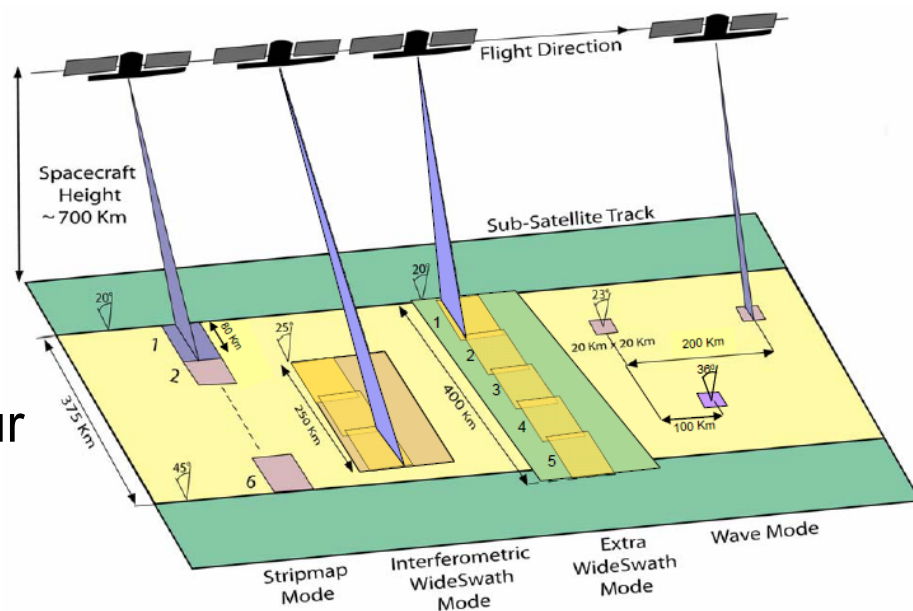 Flight Direction
Spacecraft
Height
~ 700 Km
Sub-Satellite Track
20°
80 Km
1
2
375 Km
45°
6
25°
250 Km
20°
1
2
3
4
5
400 Km
23°
20 Km x 20 Km
200 Km
36°
100 Km
ur
Stripmap
Mode
Interferometric
WideSwath
Mode
Extra
WideSwath
Mode
Wave Mode